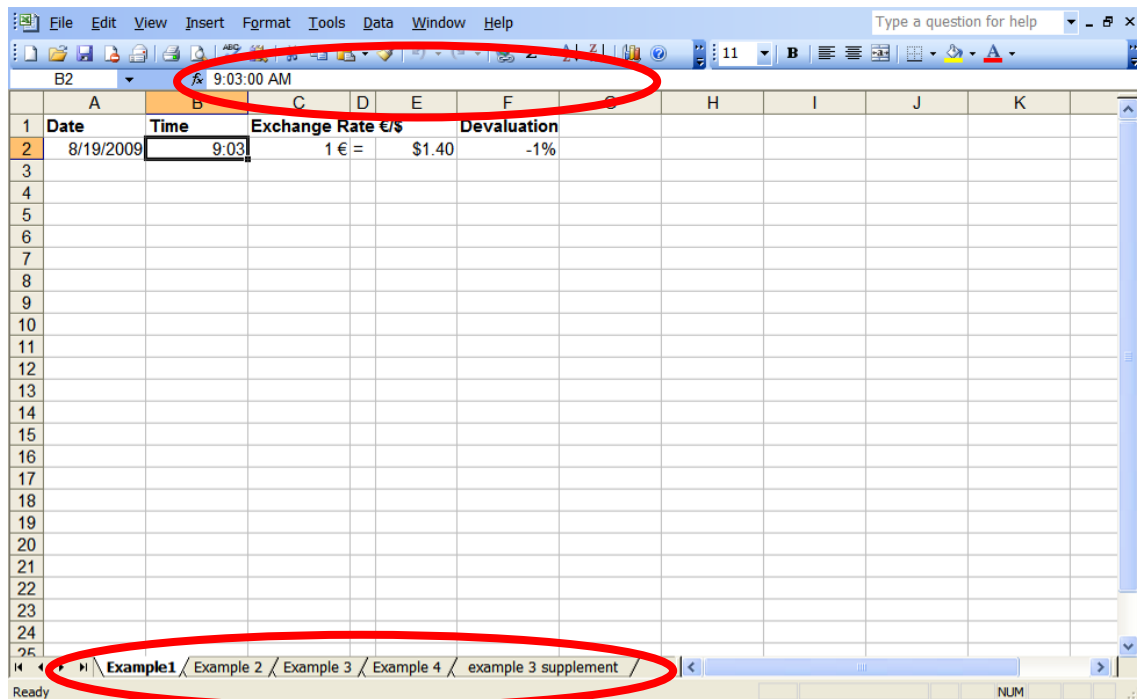 File Edit View Insert Format Tools Data Window Help Type a question for help
11 B A
B2 fx 9:03:00 AM
A B C D E F G H I J K
1 Date Time Exchange Rate €/$ Devaluation
2 8/19/2009 9:03 1 € = $1.40 -1%
3
4
5
6
7
8
9
10
11
12
13
14
15
16
17
18
19
20
21
22
23
24
25
Example1 Example 2 Example 3 Example 4 example 3 supplement
Ready NUM